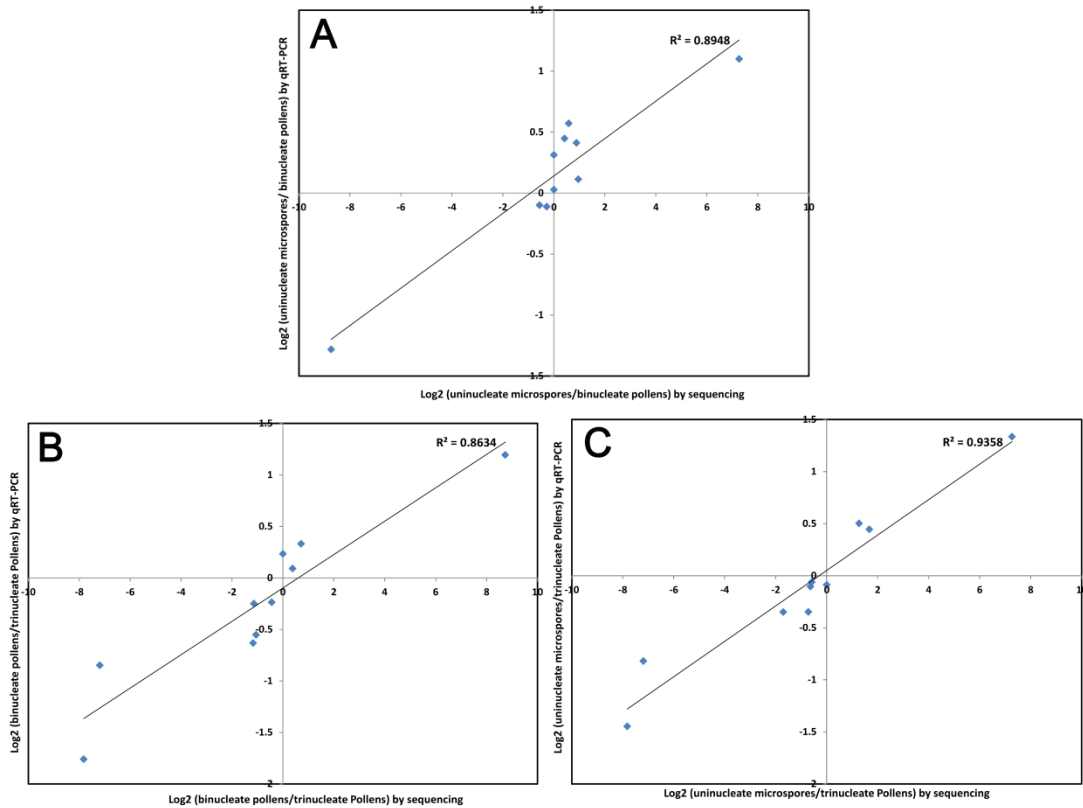 A
R² = 0.8948
Log2 (uninucleate microspores/ binucleate pollens) by qRT-PCR
1.5
1
0.5
0
-0.5
-1
1.5
-10 -8 -6 -4 -2 0 2 4 6 8 10
Log2 (uninucleate microspores/binucleate pollens) by sequencing
B
R² = 0.8634
Log2 (binucleate pollens/trinucleate Pollens) by qRT-PCR
1.5
1
0.5
0
-0.5
-1
-1.5
-2
-10 -8 -6 -4 -2 0 2 4 6 8 10
Log2 (binucleate pollens/trinucleate Pollens) by sequencing
C
R² = 0.9358
Log2 (uninucleate microspores/trinucleate Pollens) by qRT-PCR
1.5
1
0.5
0
-0.5
-1
-1.5
-2
-10 -8 -6 -4 -2 0 2 4 6 8 10
Log2 (uninucleate microspores/trinucleate Pollens) by sequencing